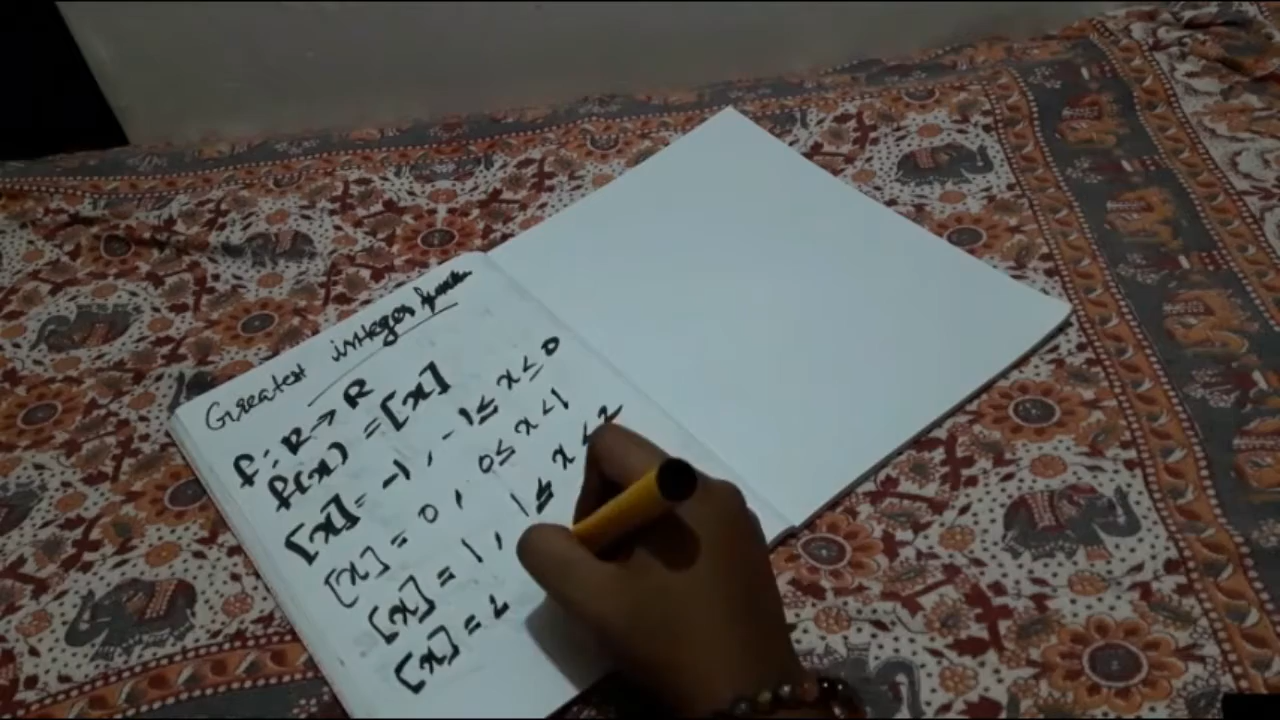 Greatest integer function
f: R → R
f(x) = [x]
[x] = -1, -1 ≤ x ≤ 0
[x] = 0, 0 ≤ x < 1
[x] = 1, 1 ≤ x < 2
[x] = 2